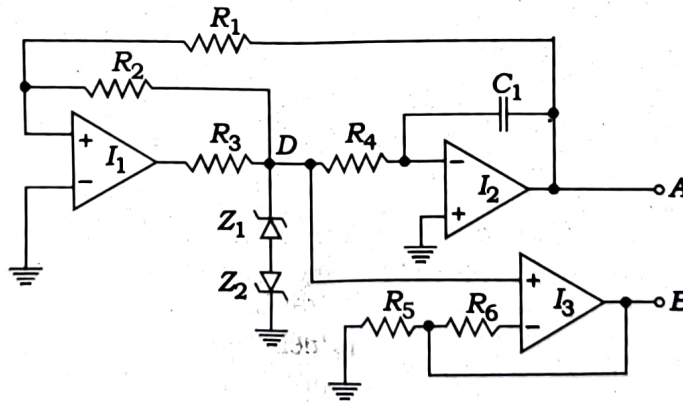 R1
R2
C1
+
I1
−
R3
D
R4
−
I2
+
A
Z1
Z2
+
I3
−
R5
R6
B